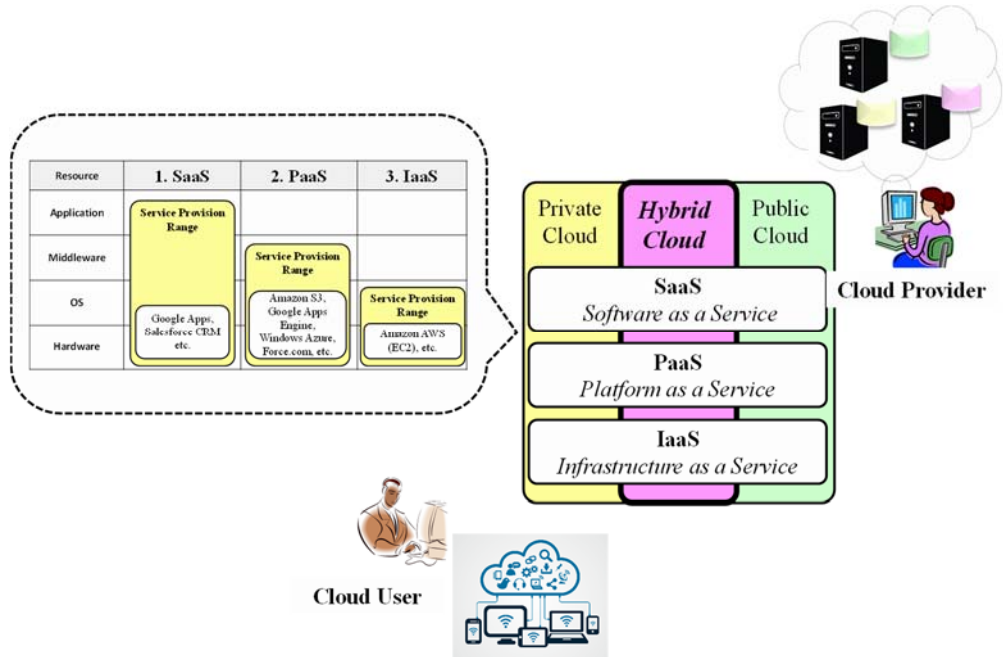 Resource
1. SaaS
2. PaaS
3. IaaS
Application
Service Provision
Range
Middleware
Service Provision
Range
OS
Service Provision
Range
Google Apps,
Salesforce CRM
etc.
Amazon S3,
Google Apps
Engine,
Windows Azure,
Force.com, etc.
Amazon AWS
(EC2), etc.
Hardware
Private
Cloud
Hybrid
Cloud
Public
Cloud
SaaS
Software as a Service
PaaS
Platform as a Service
IaaS
Infrastructure as a Service
Cloud Provider
Cloud User